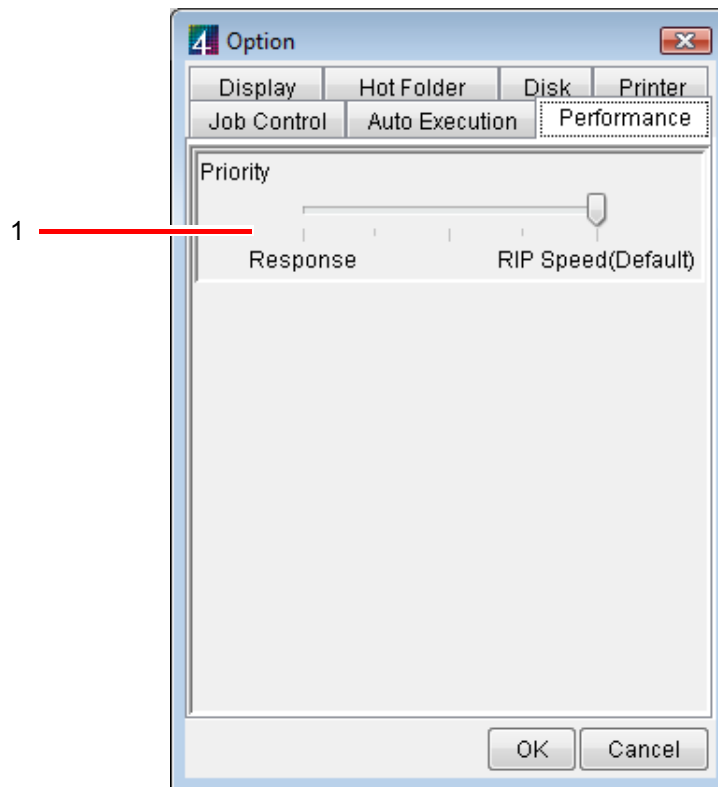 4 Option
Display Hot Folder Disk Printer
Job Control Auto Execution Performance
Priority
1
Response RIP Speed(Default)
OK Cancel